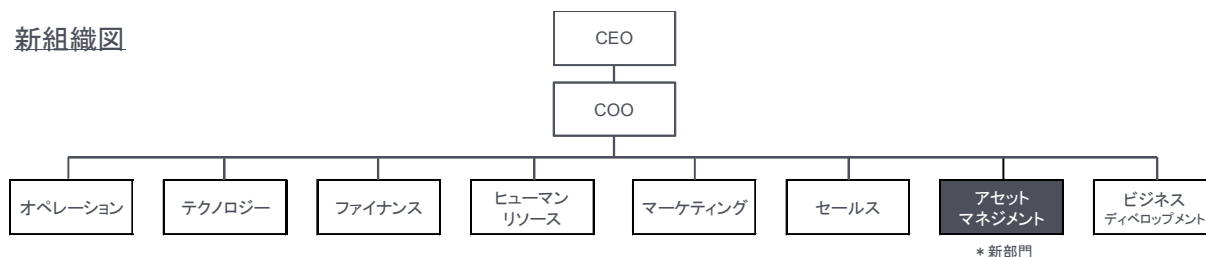 新組織図
CEO
COO
オペレーション
テクノロジー
ファイナンス
ヒューマン
リソース
マーケティング
セールス
アセット
マネジメント
ビジネス
ディベロップメント
*新部門